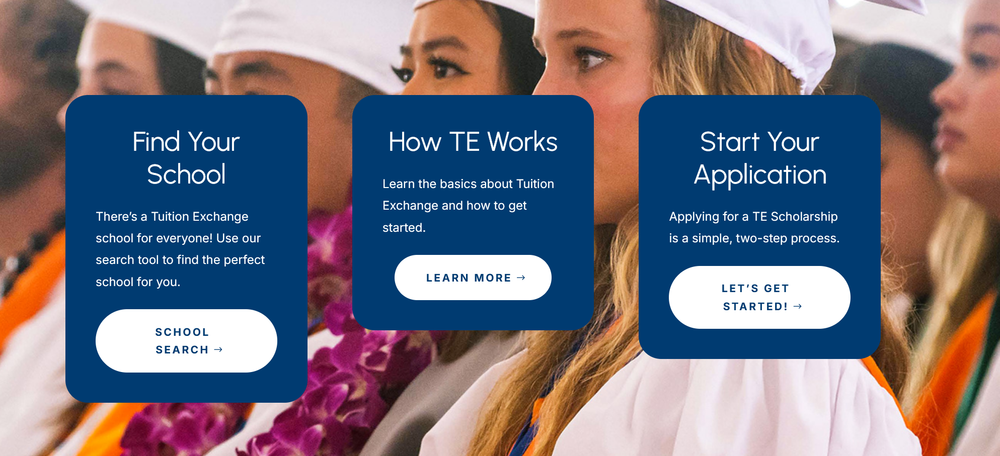 Find Your
School
There’s a Tuition Exchange
school for everyone! Use our
search tool to find the perfect
school for you.
SCHOOL
SEARCH →
How TE Works
Learn the basics about Tuition
Exchange and how to get
started.
LEARN MORE →
Start Your
Application
Applying for a TE Scholarship
is a simple, two-step process.
LET’S GET
STARTED! →